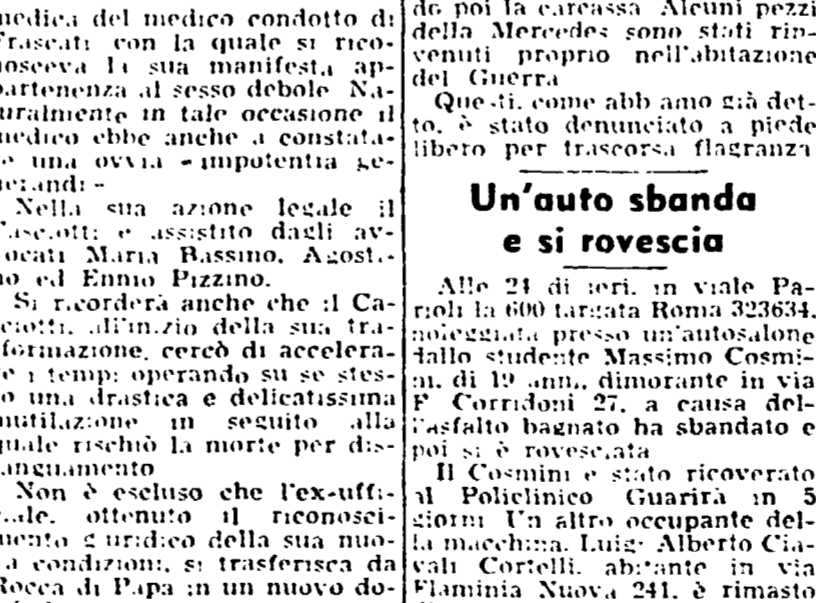 medica del medico condotto di
Frascati con la quale si rico-
nosceva la sua manifesta ap-
partenenza al sesso debole Na-
turalmente in tale occasione il
medico ebbe anche a constata-
re una ovvia « impotentia ge-
nerandi »
Nella sua azione legale il
Casciotti è assistito dagli av-
vocati Maria Bassino, Agosti-
no ed Ennio Pizzino.
Si ricorderà anche che il Ca-
sciotti, all'inizio della sua tra-
sformazione, cercò di accelera-
re i tempi operando su se stes-
so una drastica e delicatissima
mutilazione in seguito alla
quale rischiò la morte per dis-
sanguamento
Non è escluso che l'ex-uffi-
ciale, ottenuto il riconosci-
mento giuridico della sua nuo-
va condizioni, si trasferisca da
Rocca di Papa in un nuovo do-
do poi la carcassa Alcuni pezzi
della Mercedes sono stati rin-
venuti proprio nell'abitazione
del Guerra
Questi, come abbiamo già det-
to, è stato denunciato a piede
libero per trascorsa flagranza
Un'auto sbanda
e si rovescia
Alle 24 di ieri, in viale Pa-
rioli la 600 targata Roma 323634,
noleggiata presso un'autosalone
dallo studente Massimo Cosmi-
ni, di 19 anni, dimorante in via
F. Corridoni 27, a causa del-
l'asfalto bagnato ha sbandato e
poi si è rovesciata
Il Cosmini è stato ricoverato
al Policlinico Guarirà in 5
giorni Un altro occupante del-
la macchina, Luigi Alberto Cia-
vali Cortelli, abitante in via
Flaminia Nuova 241, è rimasto